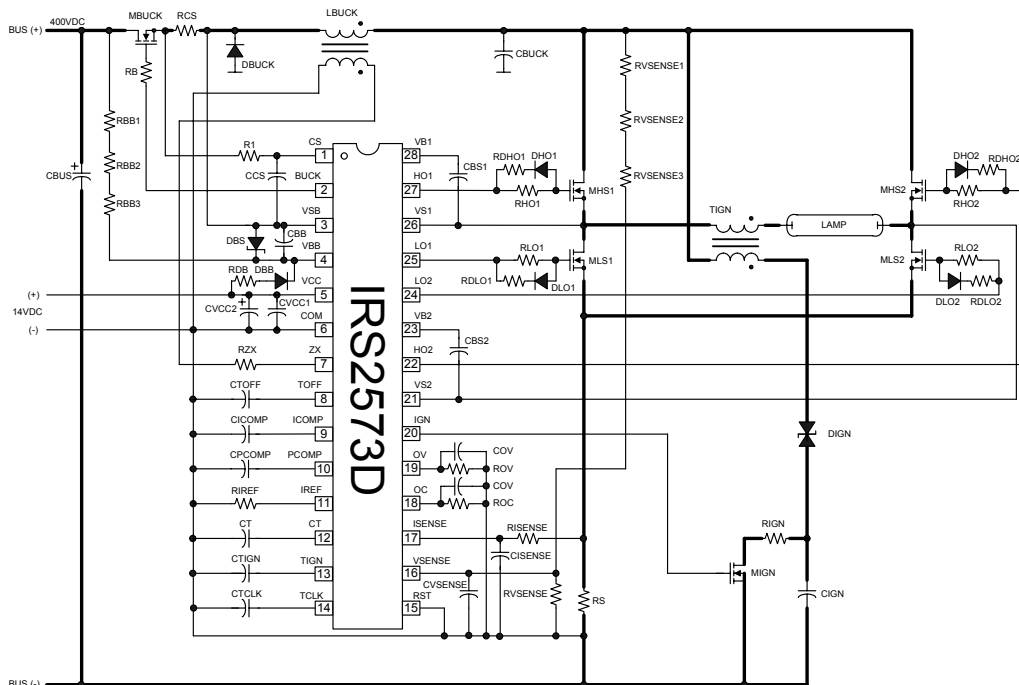 MBUCK
RCS
LBUCK
BUS (+)
400VDC
DBUCK
CBUCK
RB
RVSENSE1
RBB1
RVSENSE2
R1
CS
VB1
1
28
RDHO1
DHO1
DHO2
RDHO2
CBUS
+
RBB2
CCS
BUCK
HO1
CBS1
RVSENSE3
2
27
RHO1
MHS1
MHS2
RHO2
RBB3
VSB
VS1
TIGN
3
26
LAMP
DBS
CBB
VBB
LO1
RLO1
RLO2
4
25
MLS1
MLS2
RDB
DBB
VCC
LO2
RDLO1
DLO1
DLO2
RDLO2
(+)
5
24
14VDC
CVCC2
+
CVCC1
COM
VB2
(-)
6
23
RZX
ZX
HO2
CBS2
7
22
CTOFF
TOFF
VS2
8
21
CICOMP
ICOMP
IGN
9
20
DIGN
CPCOMP
PCOMP
OV
COV
10
19
ROV
RIREF
IREF
OC
COV
11
18
ROC
CT
CT
ISENSE
RISENSE
RIGN
12
17
CISENSE
CTIGN
TIGN
VSENSE
13
16
MIGN
CVSENSE
RVSENSE
CIGN
CTCLK
TCLK
RST
RS
14
15
IRS2573D
BUS (-)